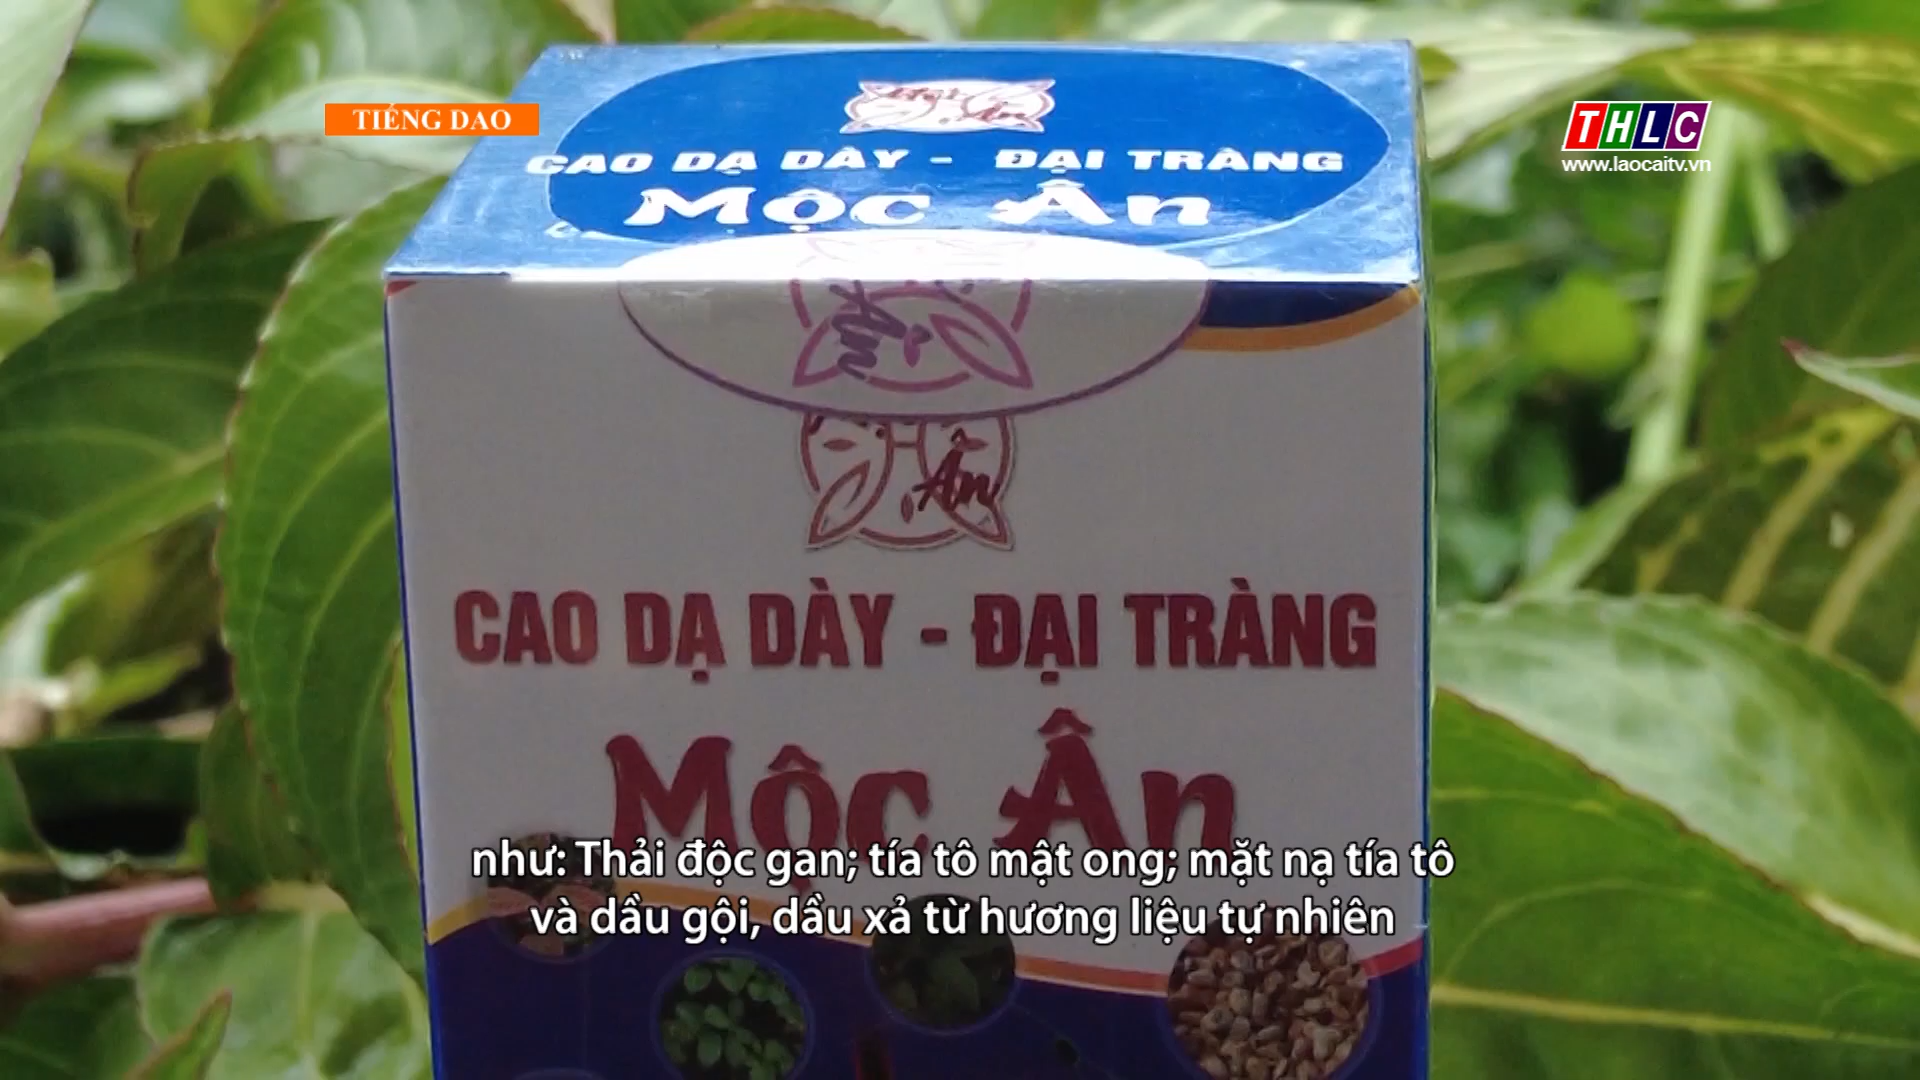 TIẾNG DAO
THLC
www.laocaitv.vn
CAO DẠ DÀY - ĐẠI TRÀNG
Mộc Ân
Ân
Ân
CAO DẠ DÀY - ĐẠI TRÀNG
Mộc Ân
như: Thải độc gan; tía tô mật ong; mặt nạ tía tô
và dầu gội, dầu xả từ hương liệu tự nhiên